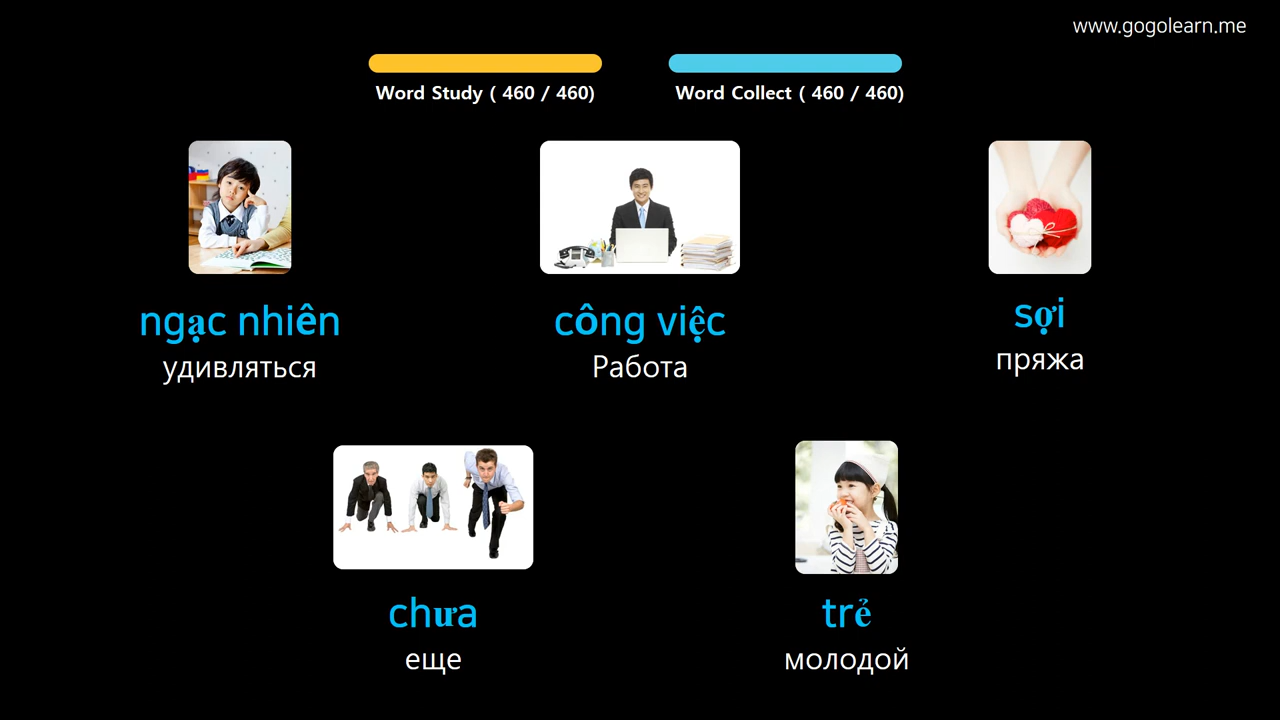 www.gogolearn.me
Word Study ( 460 / 460)
Word Collect ( 460 / 460)
ngạc nhiên
удивляться
công việc
Работа
sợi
пряжа
chưa
еще
trẻ
молодой